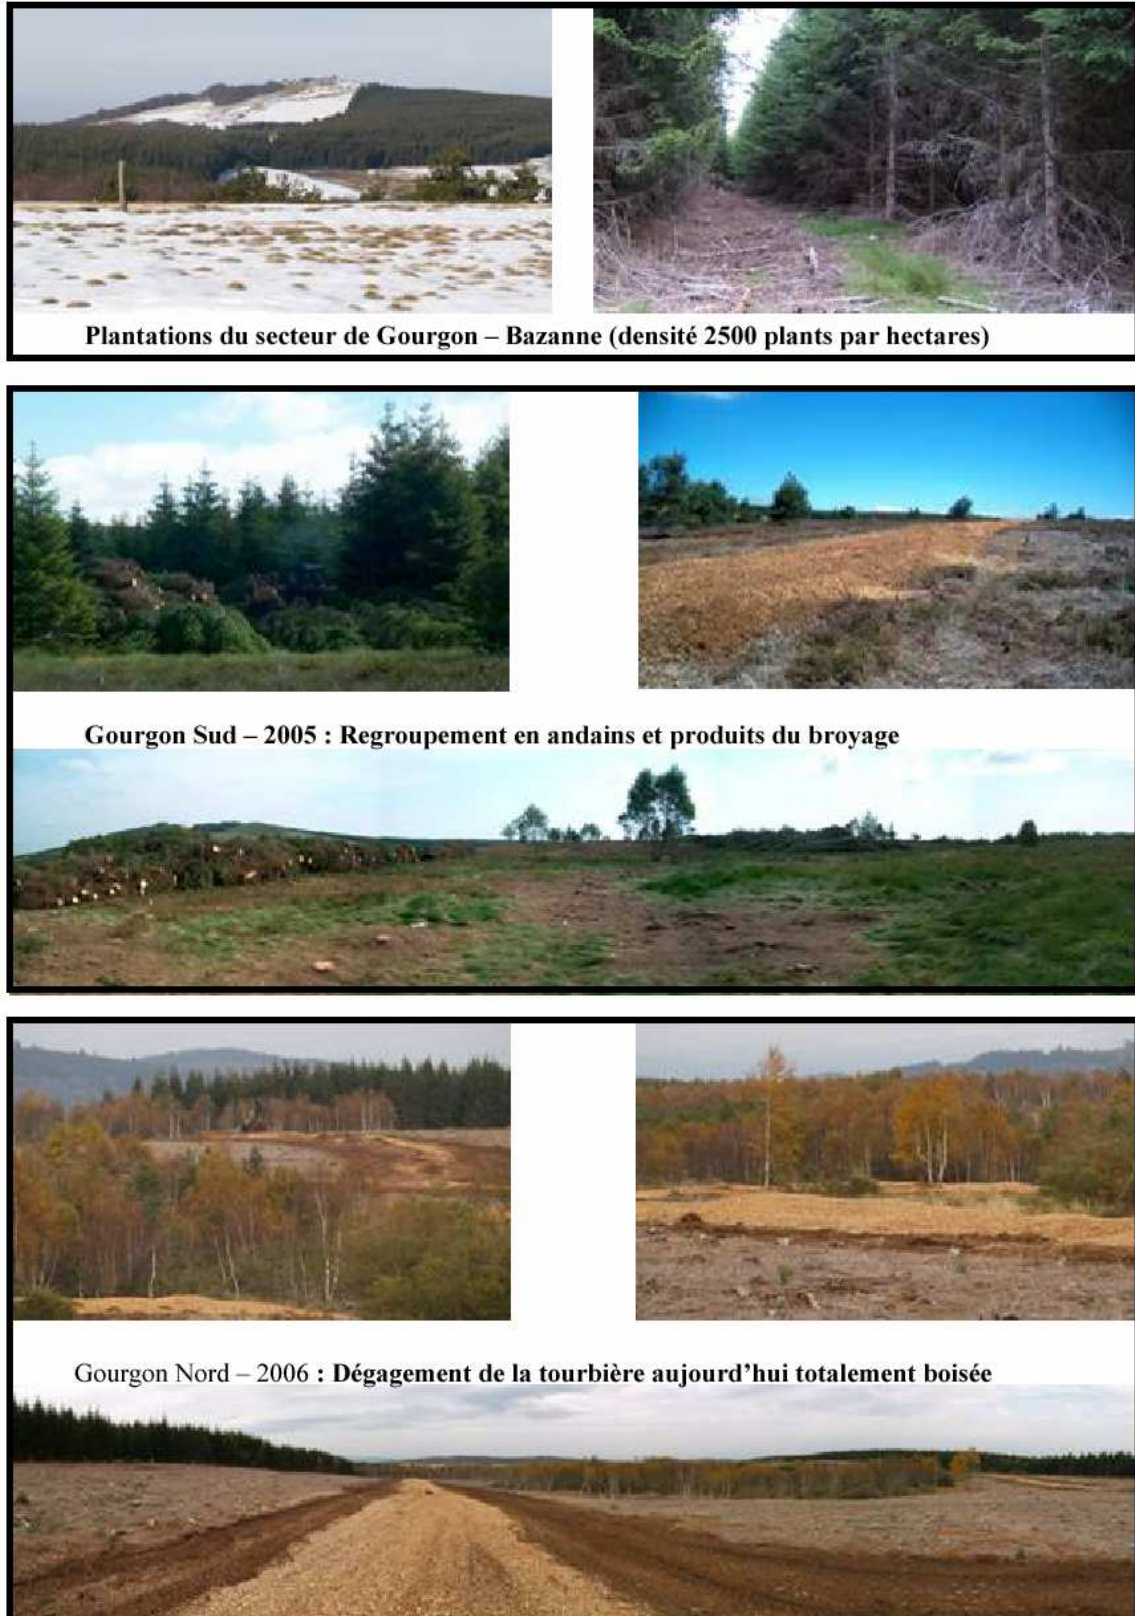 Plantations du secteur de Gourgon – Bazanne (densité 2500 plants par hectares)
Gourgon Sud – 2005 : Regroupement en andains et produits du broyage
Gourgon Nord – 2006 : Dégagement de la tourbière aujourd'hui totalement boisée